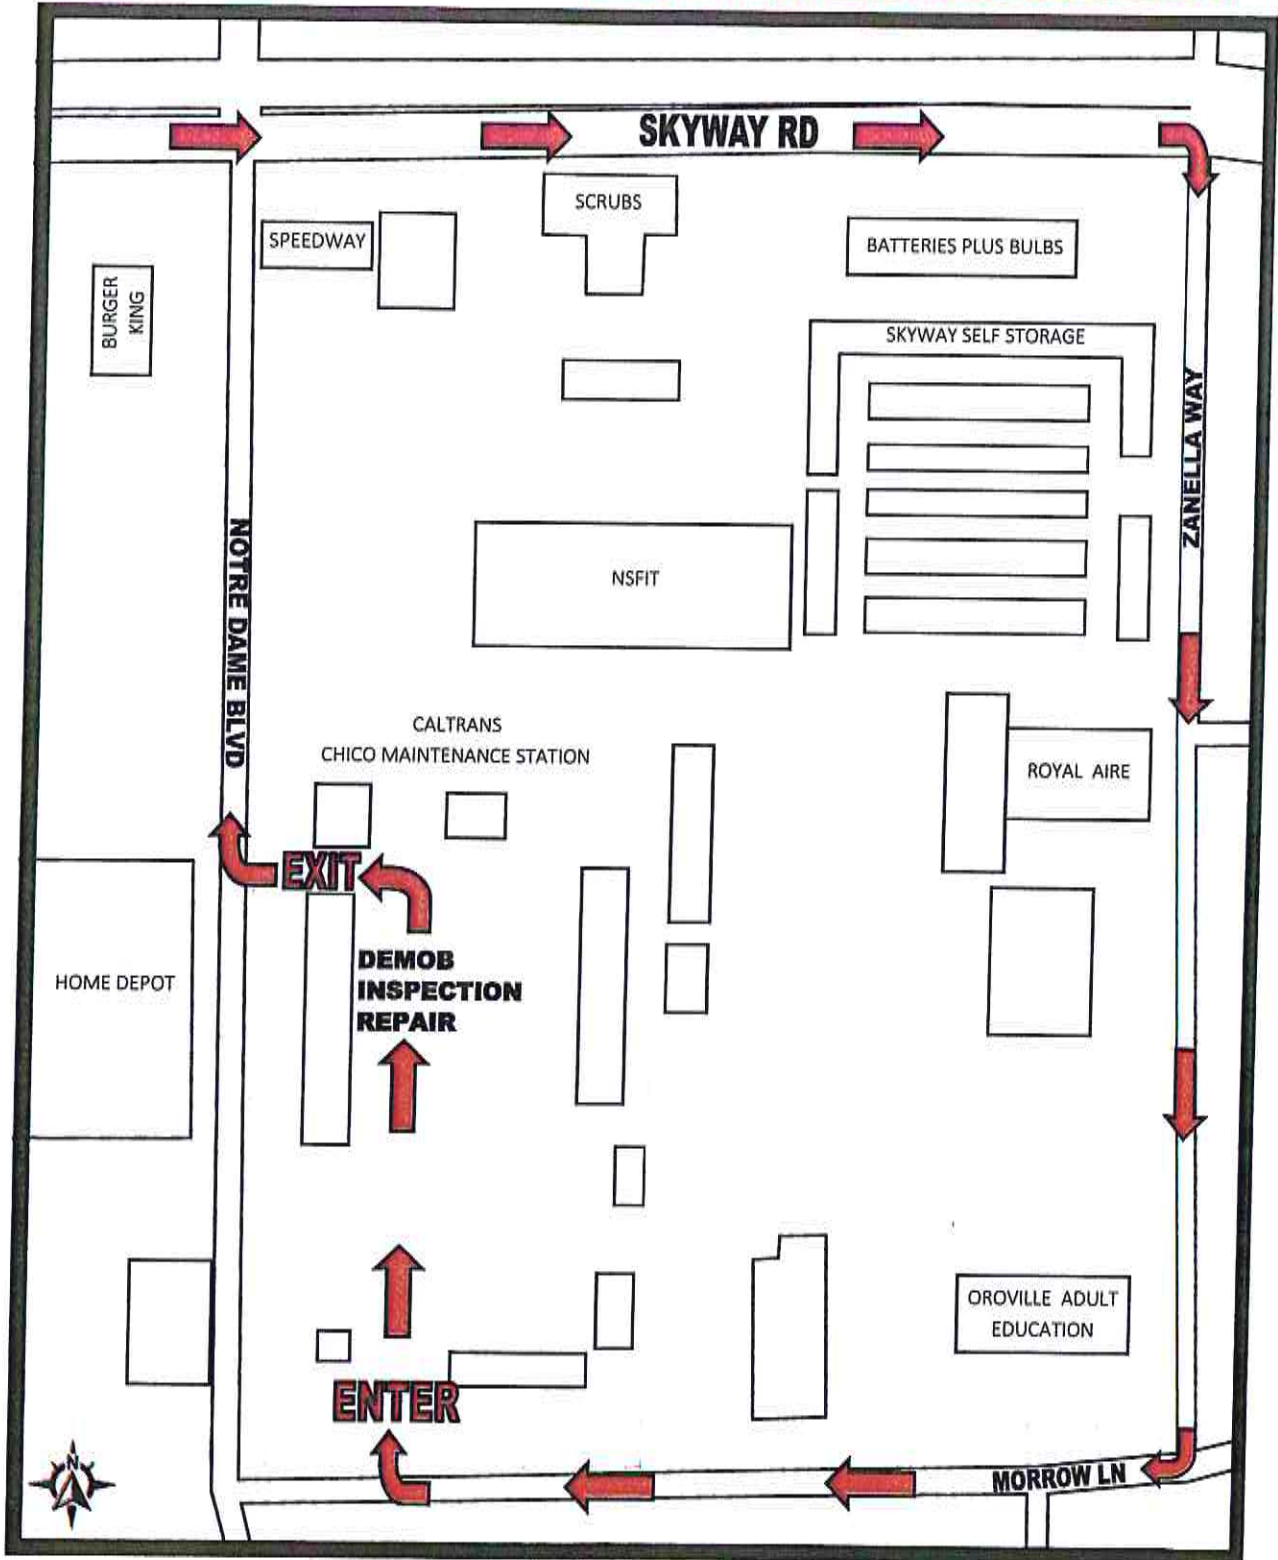 SKYWAY RD
SCRUBS
SPEEDWAY
BATTERIES PLUS BULBS
BURGER
KING
SKYWAY SELF STORAGE
ZANELLA WAY
NOTRE DAME BLVD
NSFIT
CALTRANS
CHICO MAINTENANCE STATION
ROYAL AIRE
EXIT
HOME DEPOT
DEMOB
INSPECTION
REPAIR
OROVILLE ADULT
EDUCATION
ENTER
MORROW LN
N